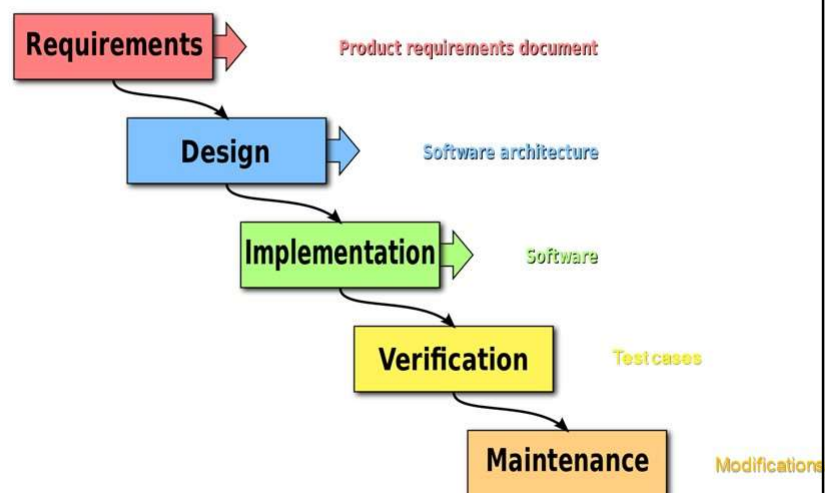 Requirements
Product requirements document
Design
Software architecture
Implementation
Software
Verification
Test cases
Maintenance
Modifications